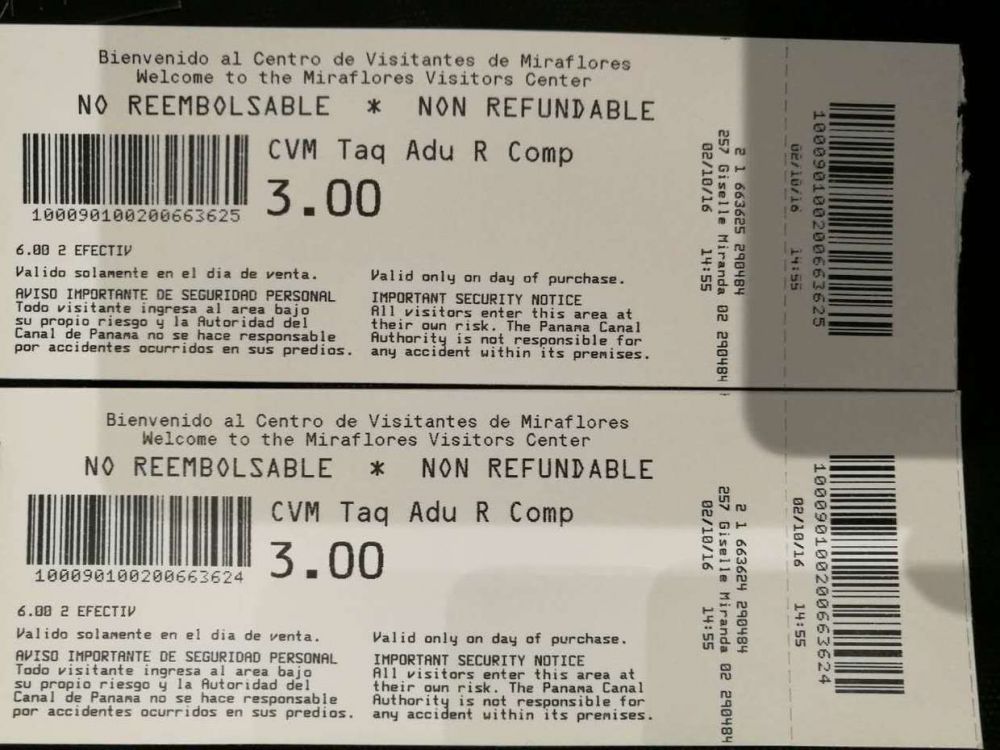 Bienvenido al Centro de Visitantes de Miraflores
Welcome to the Miraflores Visitors Center
NO REEMBOLSABLE * NON REFUNDABLE
CVM Taq Adu R Comp
3.00
100090100200663625
6.00 2 EFECTIV
Valido solamente en el dia de venta.
AVISO IMPORTANTE DE SEGURIDAD PERSONAL
Todo visitante ingresa al area bajo
su propio riesgo y la Autoridad del
Canal de Panama no se hace responsable
por accidentes ocurridos en sus predios.
Valid only on day of purchase.
IMPORTANT SECURITY NOTICE
All visitors enter this area at
their own risk. The Panama Canal
Authority is not responsible for
any accident within its premises.
2 1 663625 290484
257 Giselle Miranda 02 290484
02/10/16 14:55
02/10/16 14:55
100090100200663625
Bienvenido al Centro de Visitantes de Miraflores
Welcome to the Miraflores Visitors Center
NO REEMBOLSABLE * NON REFUNDABLE
CVM Taq Adu R Comp
3.00
100090100200663624
6.00 2 EFECTIV
Valido solamente en el dia de venta.
AVISO IMPORTANTE DE SEGURIDAD PERSONAL
Todo visitante ingresa al area bajo
su propio riesgo y la Autoridad del
Canal de Panama no se hace responsable
por accidentes ocurridos en sus predios.
Valid only on day of purchase.
IMPORTANT SECURITY NOTICE
All visitors enter this area at
their own risk. The Panama Canal
Authority is not responsible for
any accident within its premises.
2 1 663624 290484
257 Giselle Miranda 02 290484
02/10/16 14:55
02/10/16 14:55
100090100200663624